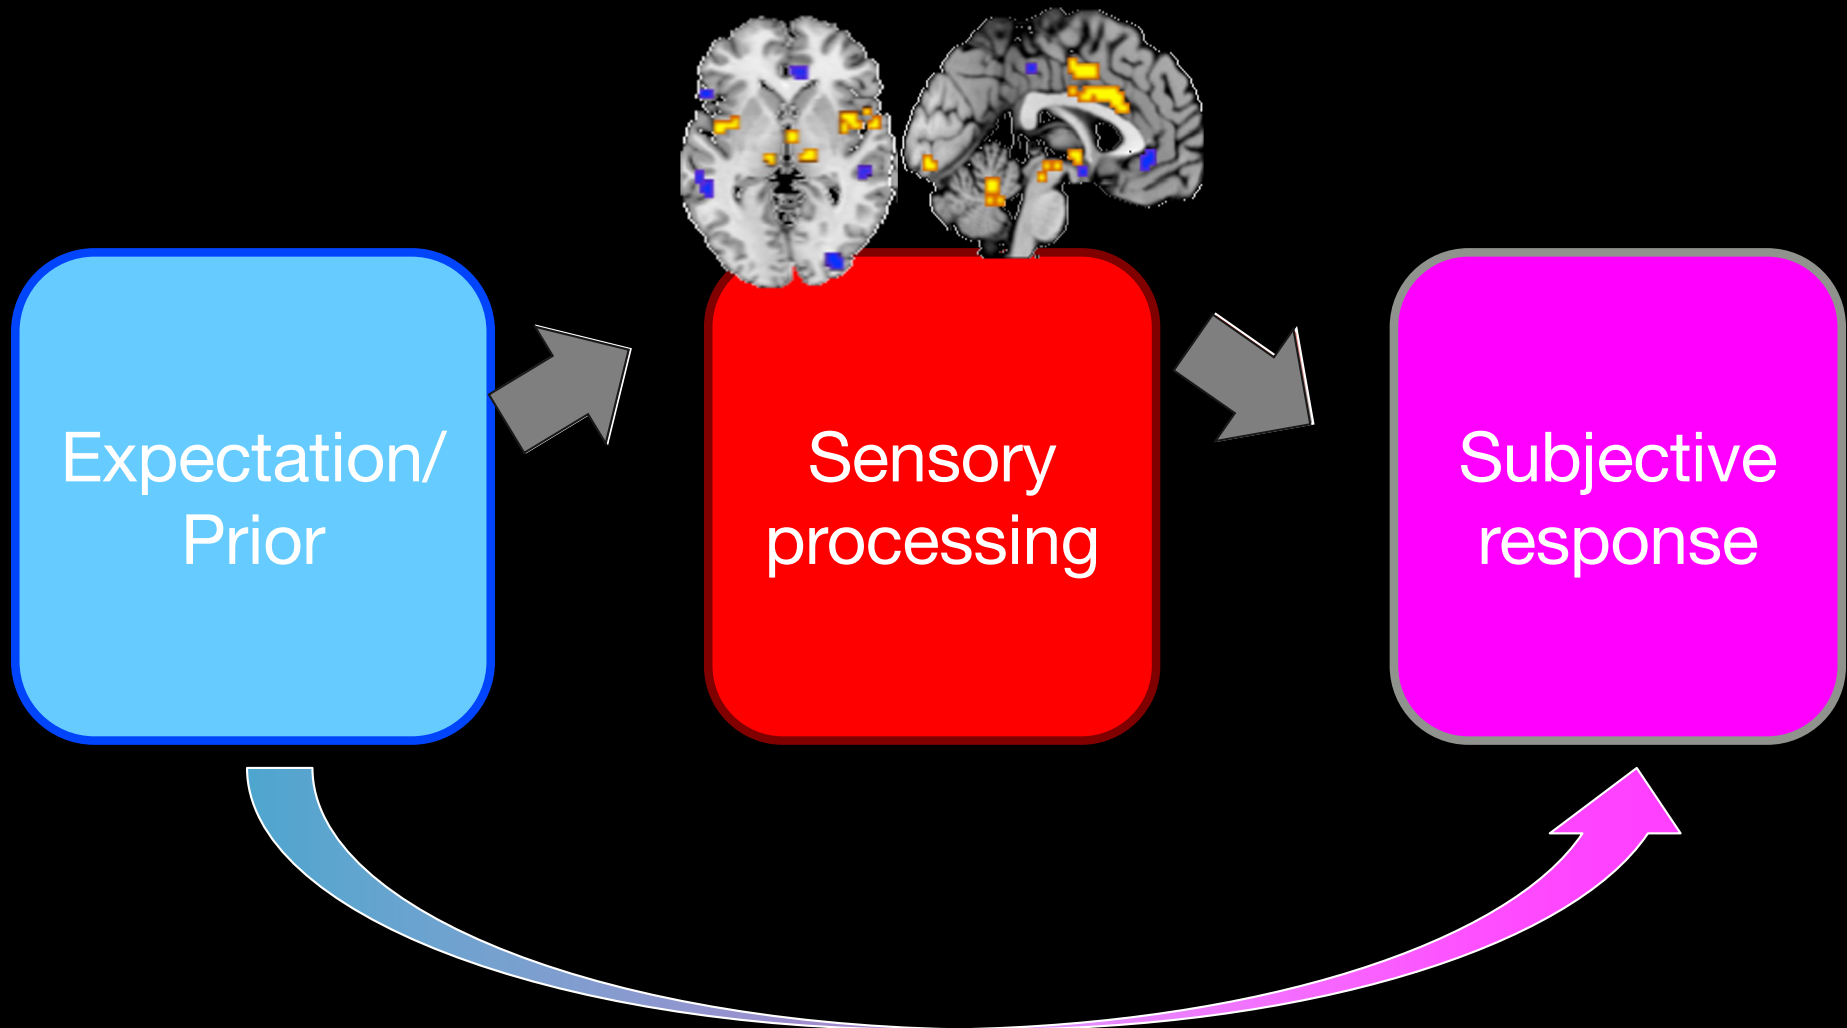 Expectation/
Prior
Sensory
processing
Subjective
response